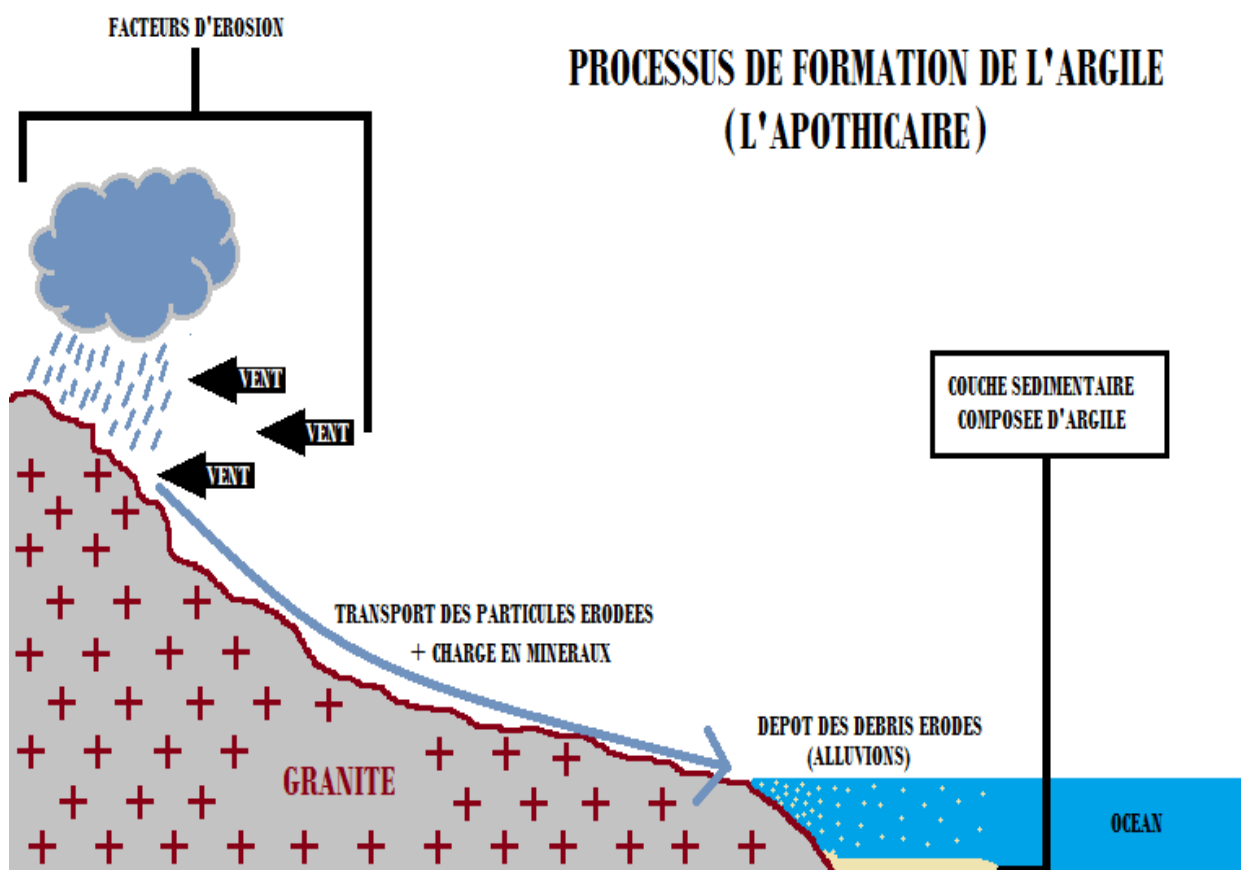 FACTEURS D'EROSION
PROCESSUS DE FORMATION DE L'ARGILE
(L'APOTHICAIRE)
VENT
VENT
VENT
COUCHE SEDIMENTAIRE
COMPOSEE D'ARGILE
TRANSPORT DES PARTICULES ERODEES
+ CHARGE EN MINERAUX
DEPOT DES DEBRIS ERODES
(ALLUVIONS)
GRANITE
OCEAN